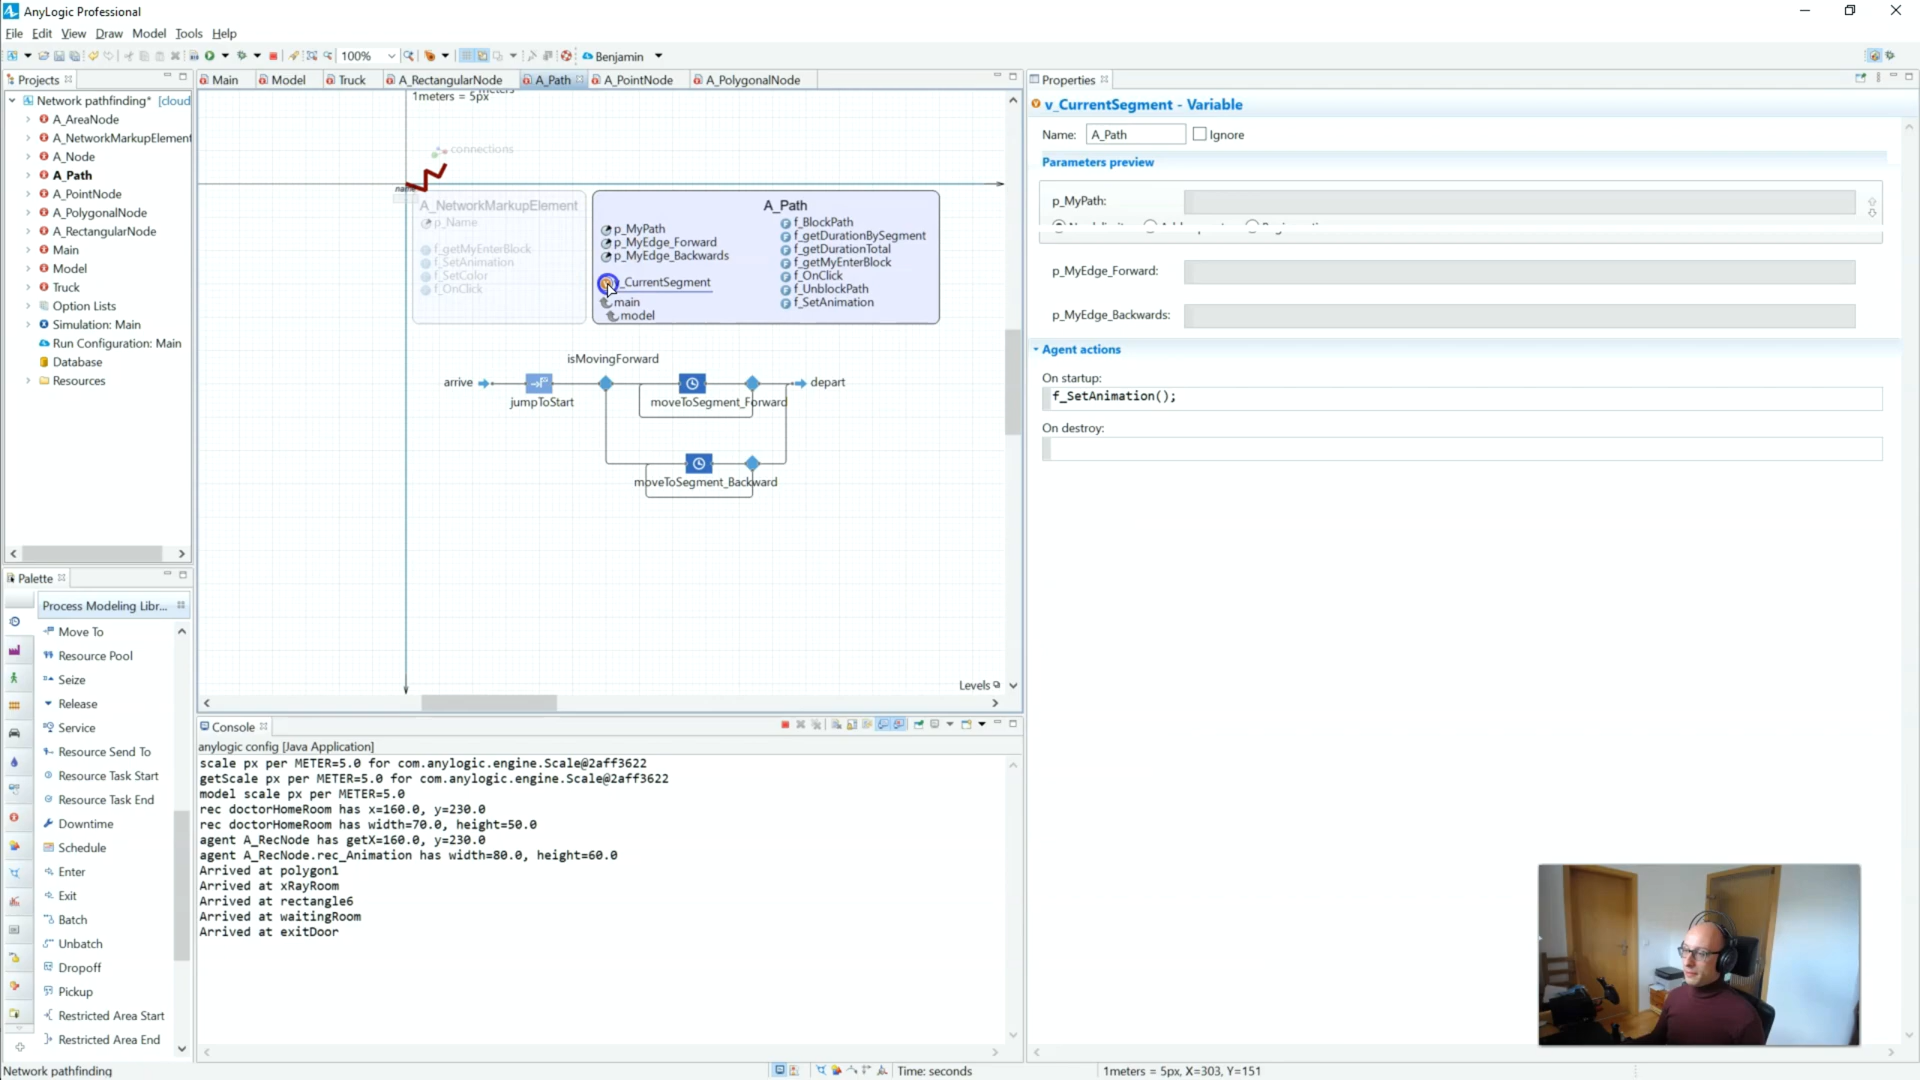 AnyLogic Professional
File Edit View Draw Model Tools Help
100% Benjamin
Projects
Network pathfinding* [cloud
A_AreaNode
A_NetworkMarkupElement
A_Node
A_Path
A_PointNode
A_PolygonalNode
A_RectangularNode
Main
Model
Truck
Option Lists
Simulation: Main
Run Configuration: Main
Database
Resources
Palette
Process Modeling Libr...
Move To
Resource Pool
Seize
Release
Service
Resource Send To
Resource Task Start
Resource Task End
Downtime
Schedule
Enter
Exit
Batch
Unbatch
Dropoff
Pickup
Restricted Area Start
Restricted Area End
Main Model Truck A_RectangularNode A_Path A_PointNode A_PolygonalNode
1meters = 5px
connections
name
A_NetworkMarkupElement
p_Name
f_getMyEnterBlock
f_SetAnimation
f_SetColor
f_OnClick
A_Path
p_MyPath
p_MyEdge_Forward
p_MyEdge_Backwards
_CurrentSegment
main
model
f_BlockPath
f_getDurationBySegment
f_getDurationTotal
f_getMyEnterBlock
f_OnClick
f_UnblockPath
f_SetAnimation
isMovingForward
arrive
depart
jumpToStart
moveToSegment_Forward
moveToSegment_Backward
Levels
Console
anylogic config [Java Application]
scale px per METER=5.0 for com.anylogic.engine.Scale@2aff3622
getScale px per METER=5.0 for com.anylogic.engine.Scale@2aff3622
model scale px per METER=5.0
rec doctorHomeRoom has x=160.0, y=230.0
rec doctorHomeRoom has width=70.0, height=50.0
agent A_RecNode has getX=160.0, y=230.0
agent A_RecNode.rec_Animation has width=80.0, height=60.0
Arrived at polygon1
Arrived at xRayRoom
Arrived at rectangle6
Arrived at waitingRoom
Arrived at exitDoor
Properties
v_CurrentSegment - Variable
Name: A_Path Ignore
Parameters preview
p_MyPath:
p_MyEdge_Forward:
p_MyEdge_Backwards:
Agent actions
On startup:
f_SetAnimation();
On destroy:
Network pathfinding
Time: seconds
1meters = 5px, X=303, Y=151